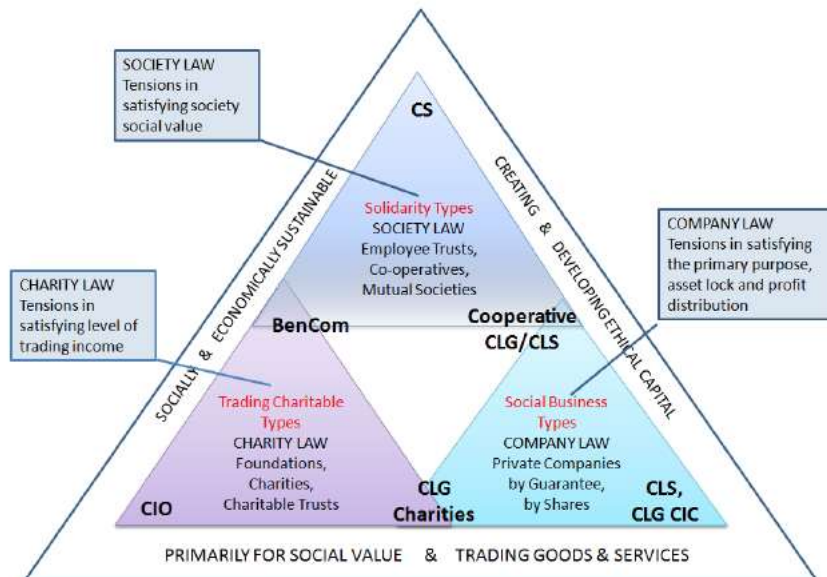 SOCIETY LAW
Tensions in
satisfying society
social value
CS
SOCIALLY & ECONOMICALLY SUSTAINABLE
CREATING & DEVELOPING ETHICAL CAPITAL
Solidarity Types
SOCIETY LAW
Employee Trusts,
Co-operatives,
Mutual Societies
COMPANY LAW
Tensions in satisfying
the primary purpose,
asset lock and profit
distribution
CHARITY LAW
Tensions in
satisfying level of
trading income
BenCom
Cooperative
CLG/CLS
Trading Charitable
Types
CHARITY LAW
Foundations,
Charities,
Charitable Trusts
Social Business
Types
COMPANY LAW
Private Companies
by Guarantee,
by Shares
CIO
CLG
Charities
CLS,
CLG CIC
PRIMARILY FOR SOCIAL VALUE & TRADING GOODS & SERVICES